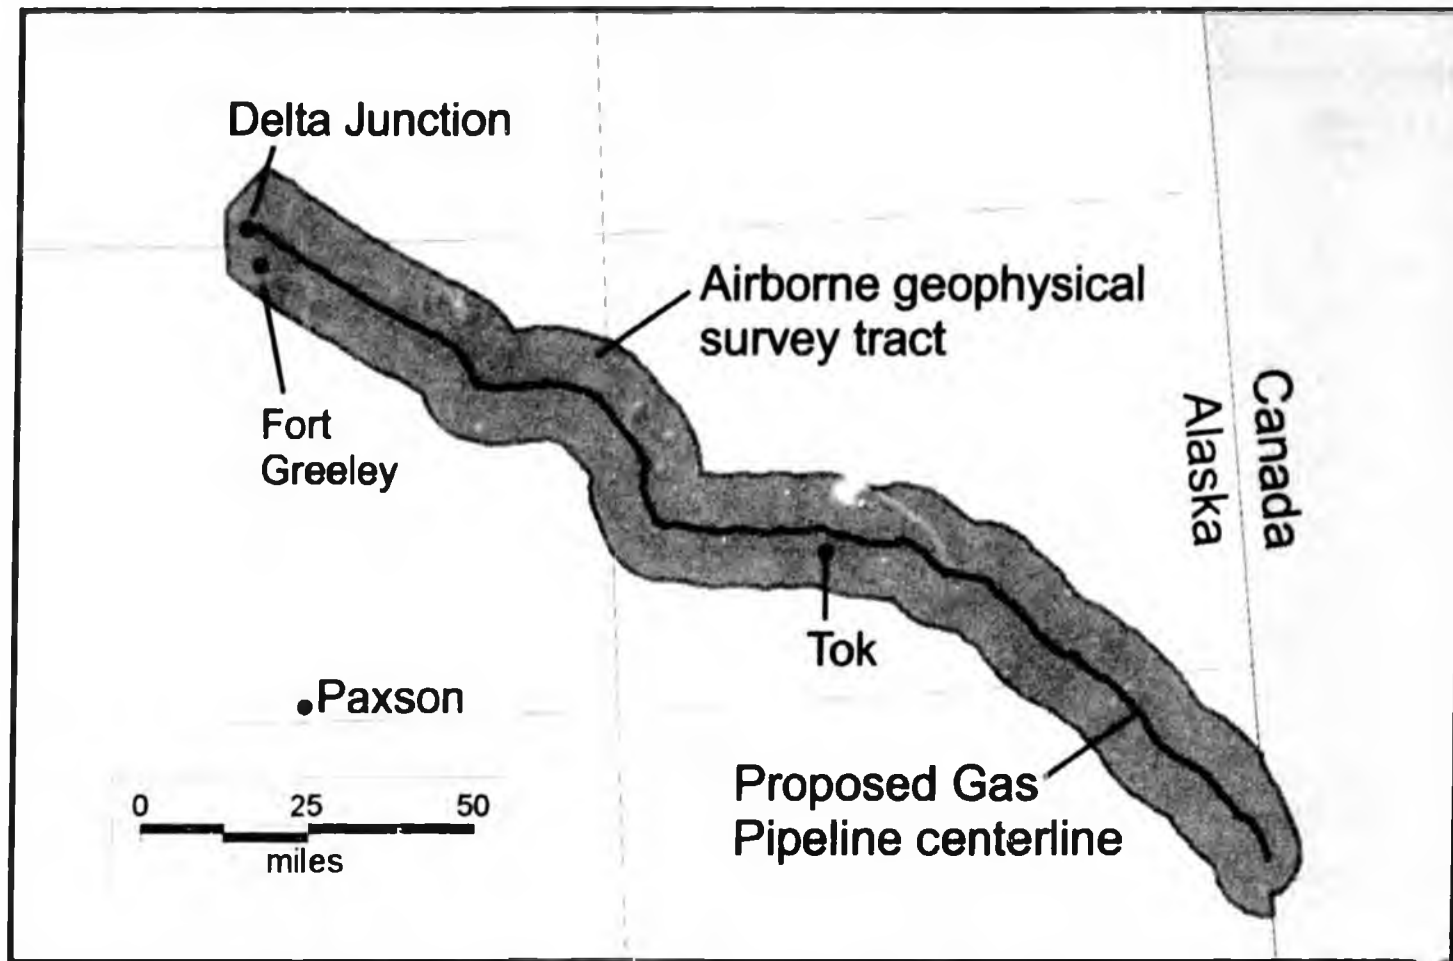 Delta Junction
Airborne geophysical
survey tract
Fort
Greeley
Canada
Alaska
Tok
Paxson
Proposed Gas
Pipeline centerline
0 25 50
miles